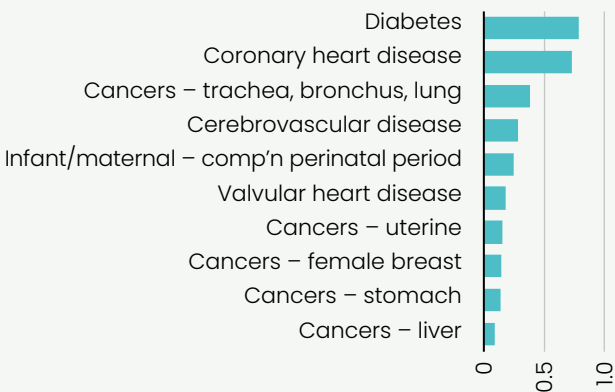 Diabetes
Coronary heart disease
Cancers – trachea, bronchus, lung
Cerebrovascular disease
Infant/maternal – comp’n perinatal period
Valvular heart disease
Cancers – uterine
Cancers – female breast
Cancers – stomach
Cancers – liver
0
0.5
1.0